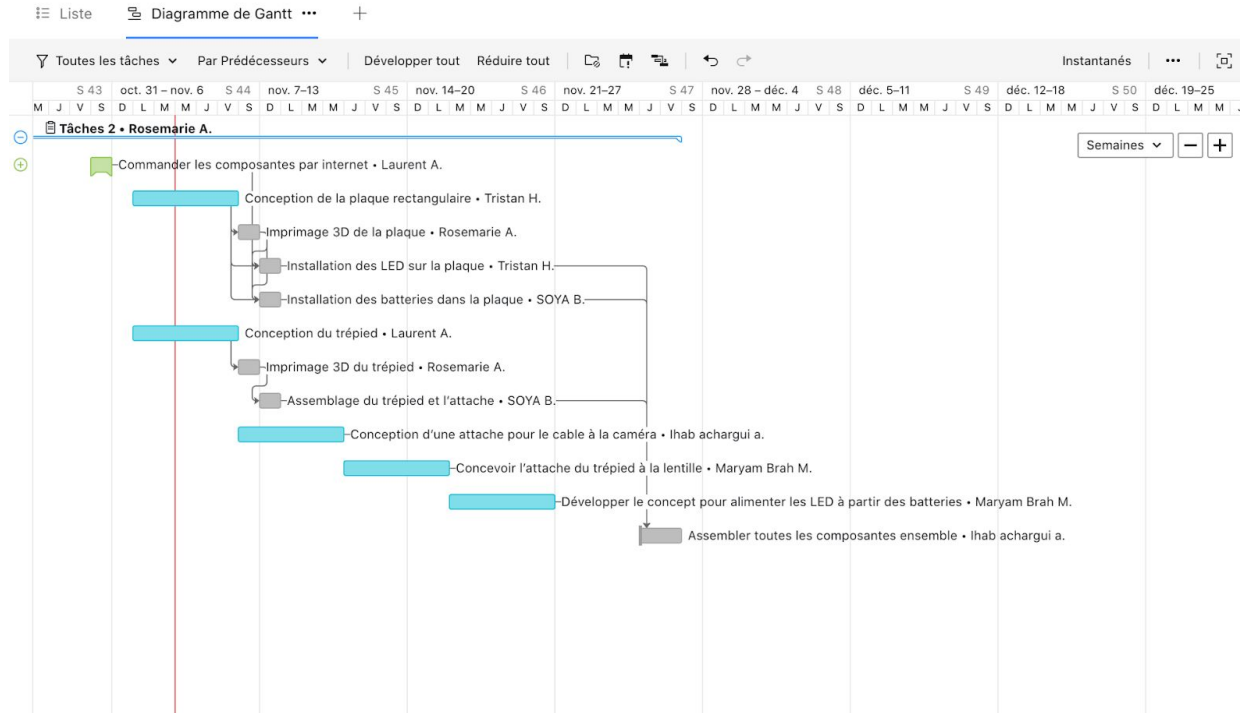 Liste Diagramme de Gantt ••• +
Toutes les tâches Par Prédécesseurs Développer tout Réduire tout Instantanés •••
S 43 oct. 31 – nov. 6 S 44 nov. 7–13 S 45 nov. 14–20 S 46 nov. 21–27 S 47 nov. 28 – déc. 4 S 48 déc. 5–11 S 49 déc. 12–18 S 50 déc. 19–25
M J V S D L M M J V S D L M M J V S D L M M J V S D L M M J V S D L M M J V S D L M M J V S D L M M J V S D L M M J
Tâches 2 • Rosemarie A.
Semaines − +
Commander les composantes par internet • Laurent A.
Conception de la plaque rectangulaire • Tristan H.
Imprimage 3D de la plaque • Rosemarie A.
Installation des LED sur la plaque • Tristan H.
Installation des batteries dans la plaque • SOYA B.
Conception du trépied • Laurent A.
Imprimage 3D du trépied • Rosemarie A.
Assemblage du trépied et l'attache • SOYA B.
Conception d'une attache pour le cable à la caméra • Ihab achargui a.
Concevoir l'attache du trépied à la lentille • Maryam Brah M.
Développer le concept pour alimenter les LED à partir des batteries • Maryam Brah M.
Assembler toutes les composantes ensemble • Ihab achargui a.